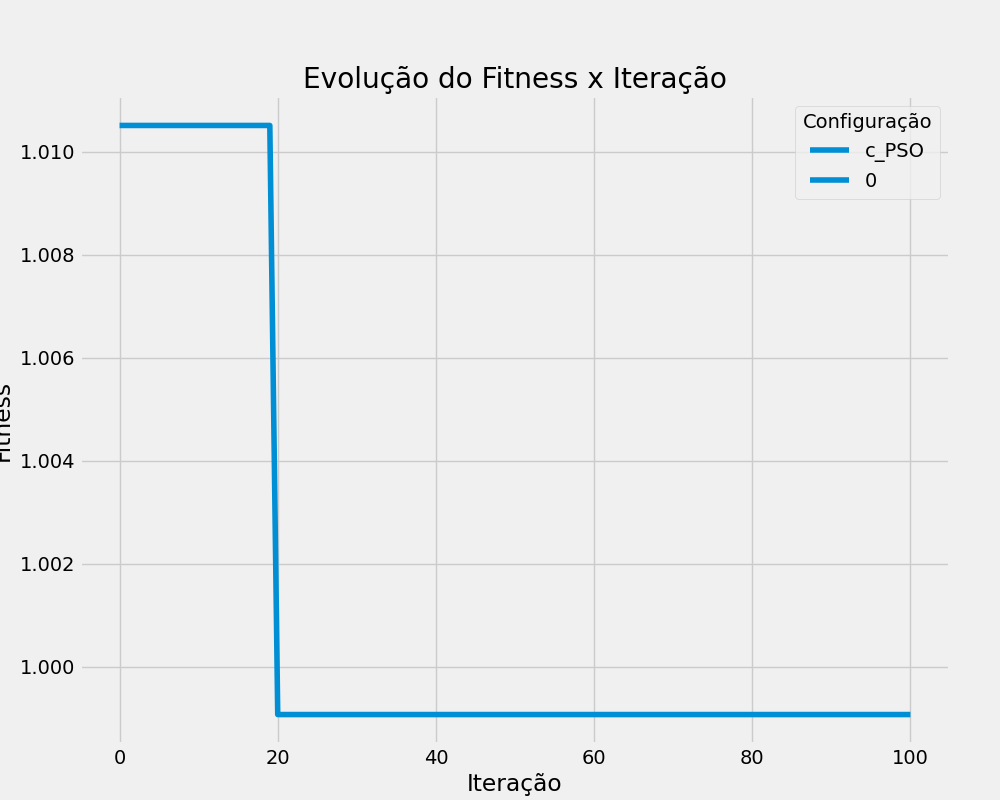 Evolução do Fitness x Iteração
Configuração
c_PSO
0
1.010
1.008
1.006
1.004
1.002
1.000
Fitness
0 20 40 60 80 100
Iteração